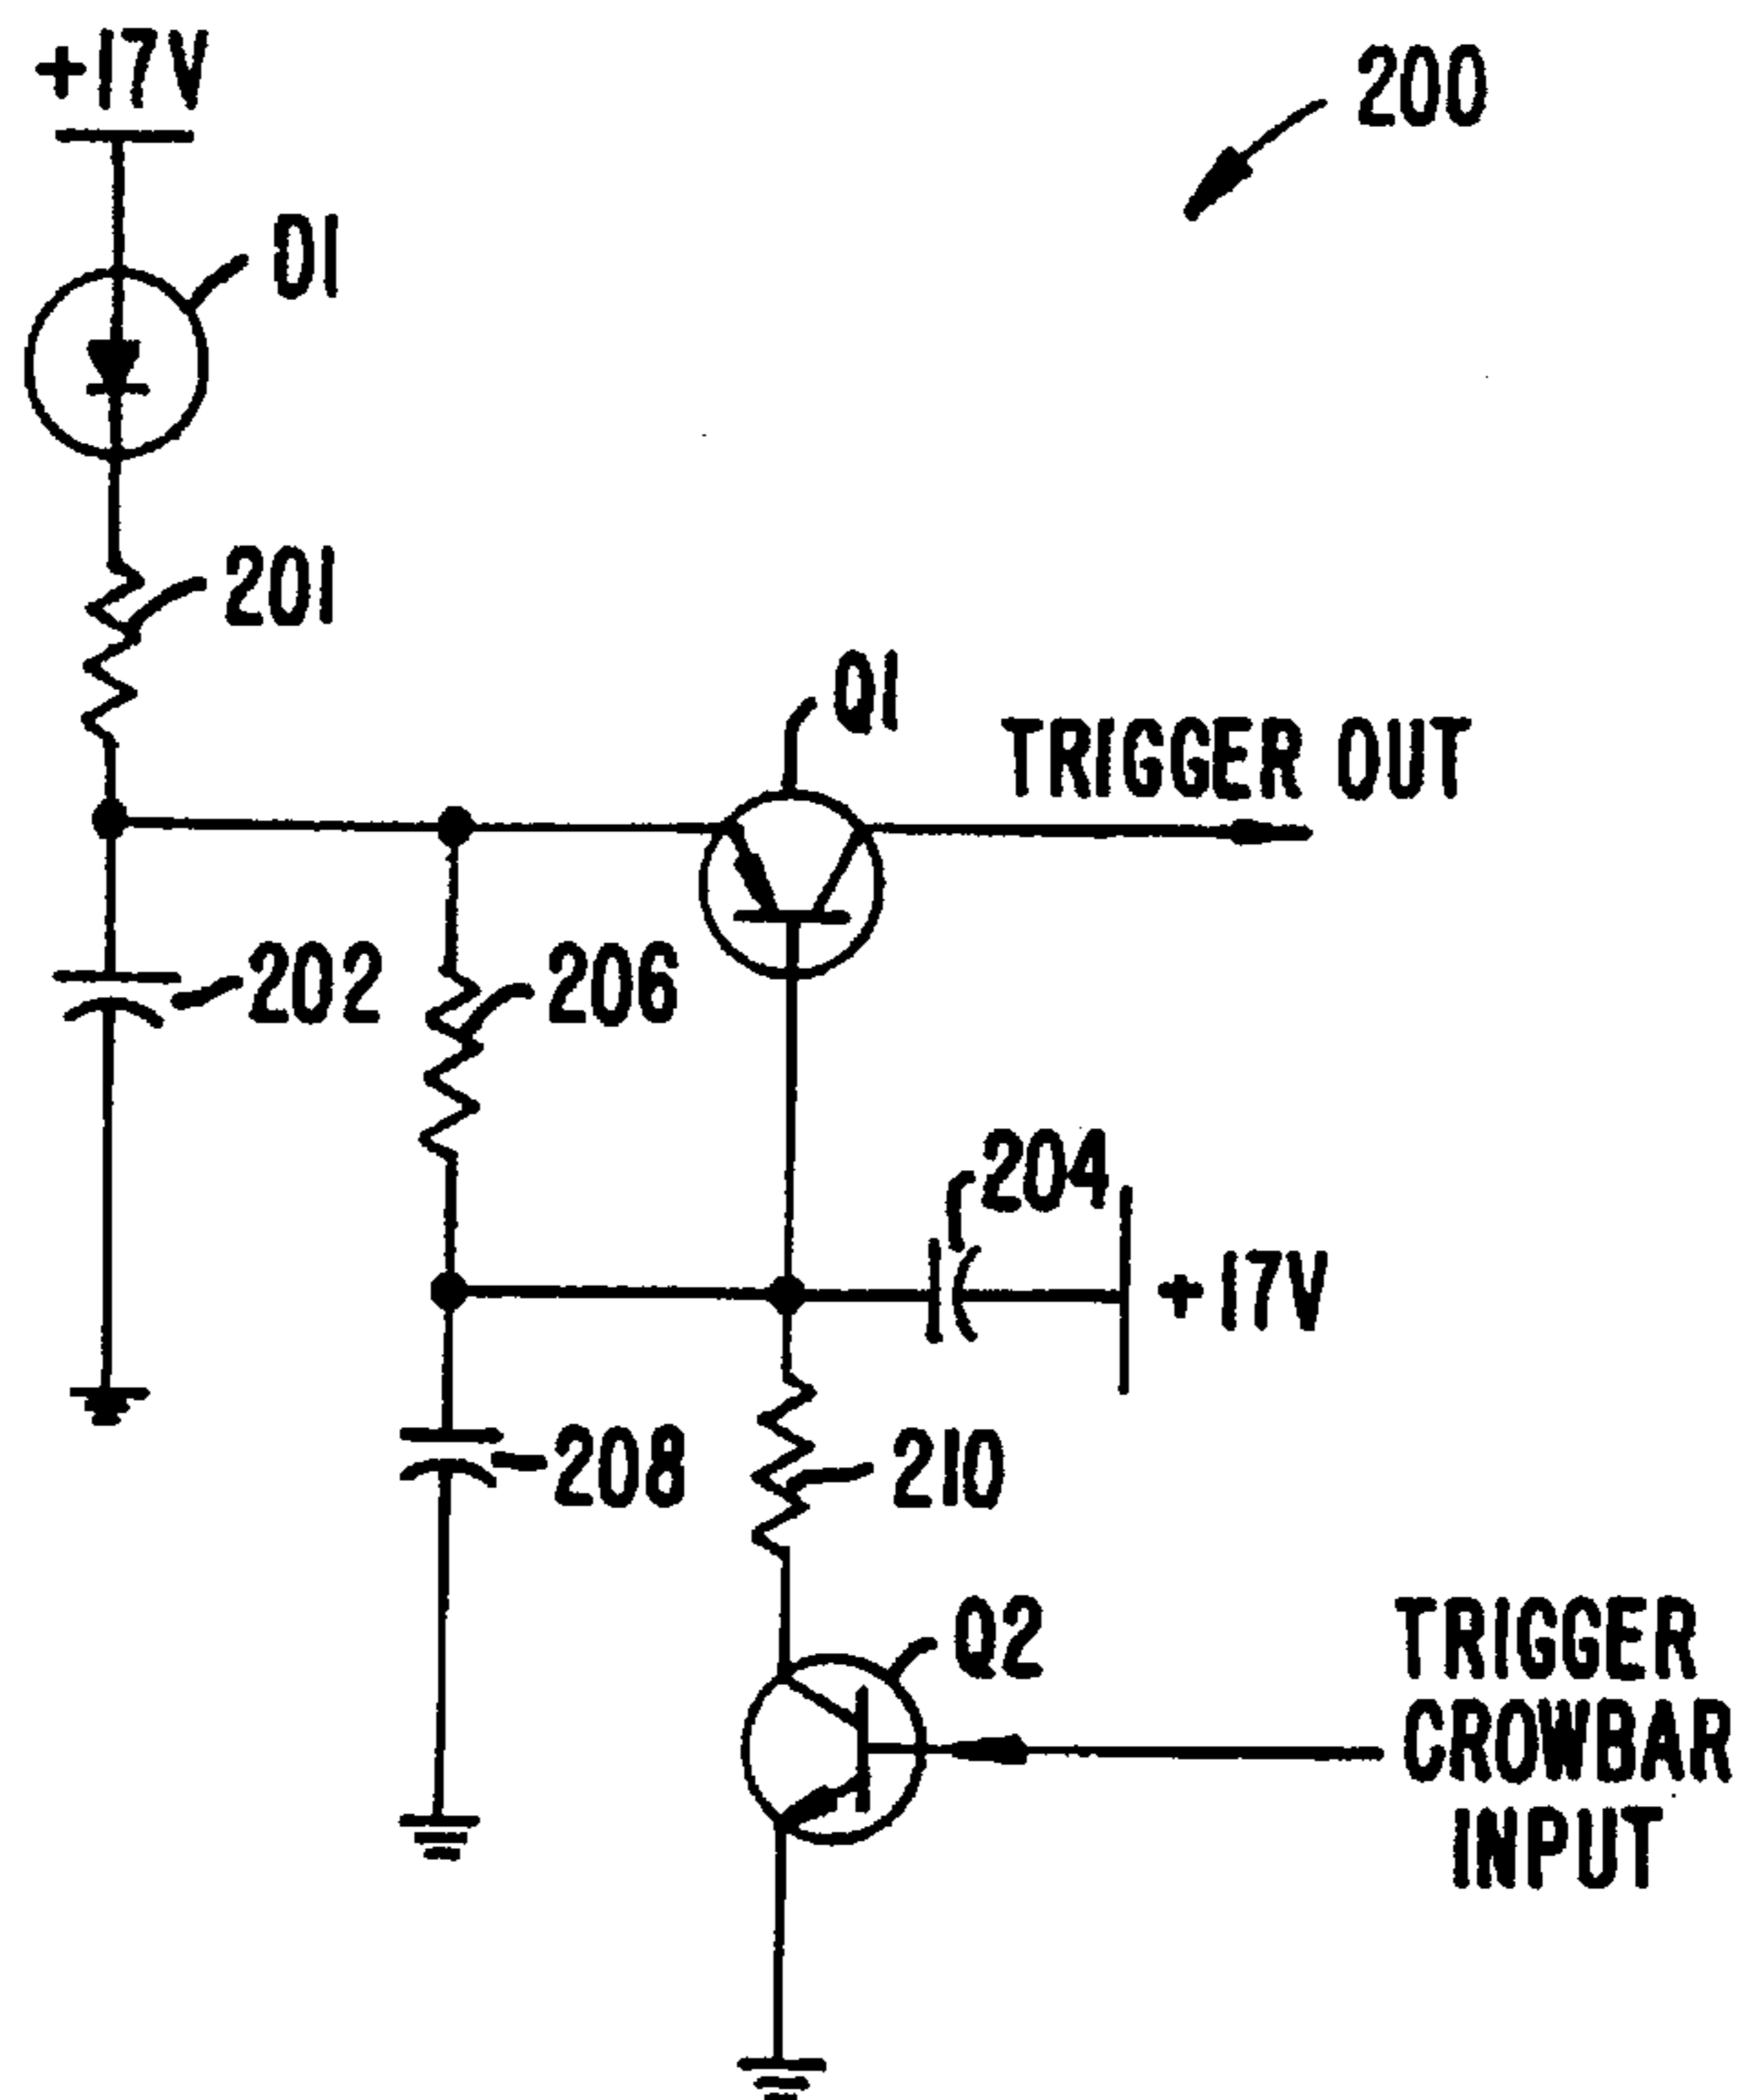 +17V
200
D1
201
Q1
TRIGGER OUT
202
206
204
+17V
208
210
Q2
TRIGGER
CROWBAR
INPUT